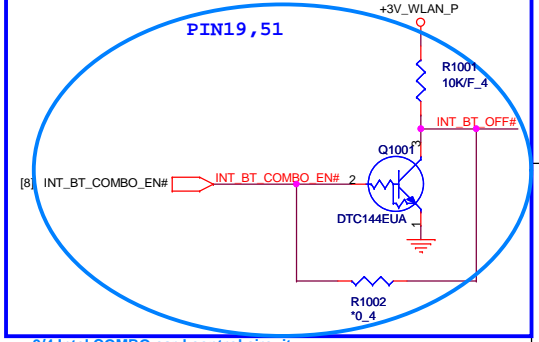 +3V_WLAN_P
PIN19,51
R1001
10K/F_4
INT_BT_OFF#
3
Q1001
[8] INT_BT_COMBO_EN#
INT_BT_COMBO_EN#
2
DTC144EUA
1
R1002
*0_4